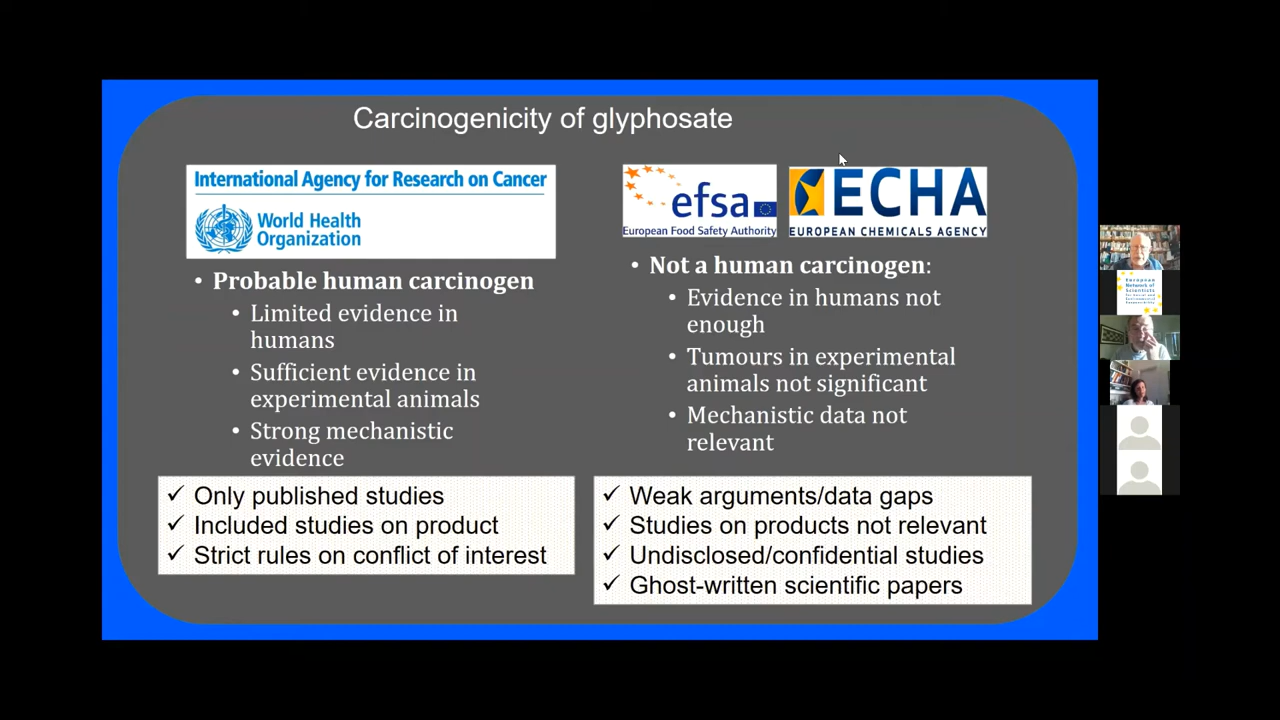 Carcinogenicity of glyphosate
International Agency for Research on Cancer
World Health
Organization
• Probable human carcinogen
• Limited evidence in
humans
• Sufficient evidence in
experimental animals
• Strong mechanistic
evidence
✓ Only published studies
✓ Included studies on product
✓ Strict rules on conflict of interest
efsa
European Food Safety Authority
ECHA
EUROPEAN CHEMICALS AGENCY
• Not a human carcinogen:
• Evidence in humans not
enough
• Tumours in experimental
animals not significant
• Mechanistic data not
relevant
✓ Weak arguments/data gaps
✓ Studies on products not relevant
✓ Undisclosed/confidential studies
✓ Ghost-written scientific papers
European
Network of
Scientists